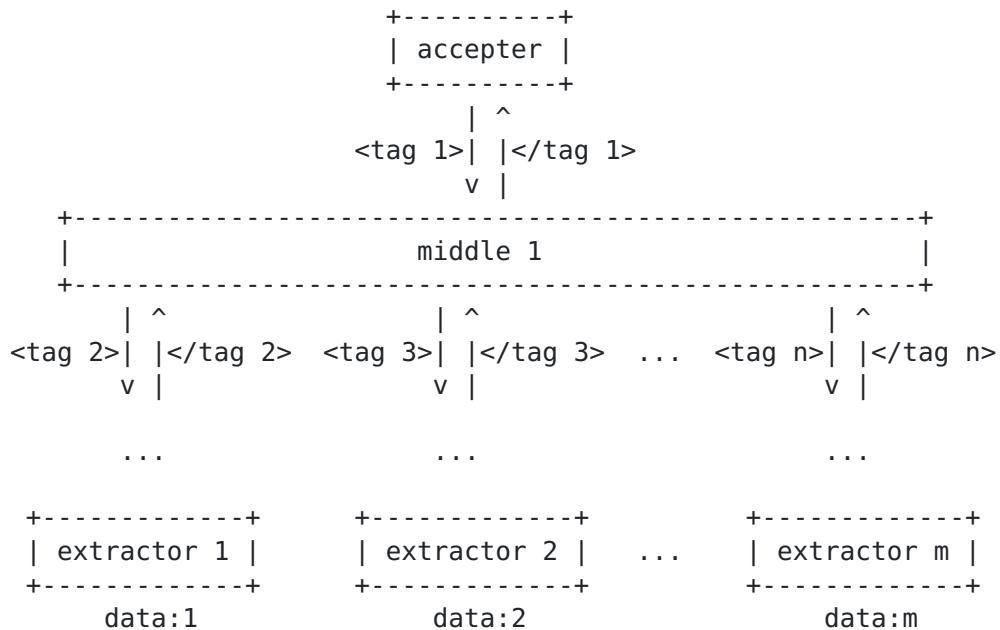 accepter
<tag 1> </tag 1>
middle 1
<tag 2> </tag 2> <tag 3> </tag 3> ... <tag n> </tag n>
... ... ...
extractor 1 extractor 2 ... extractor m
data:1 data:2 data:m